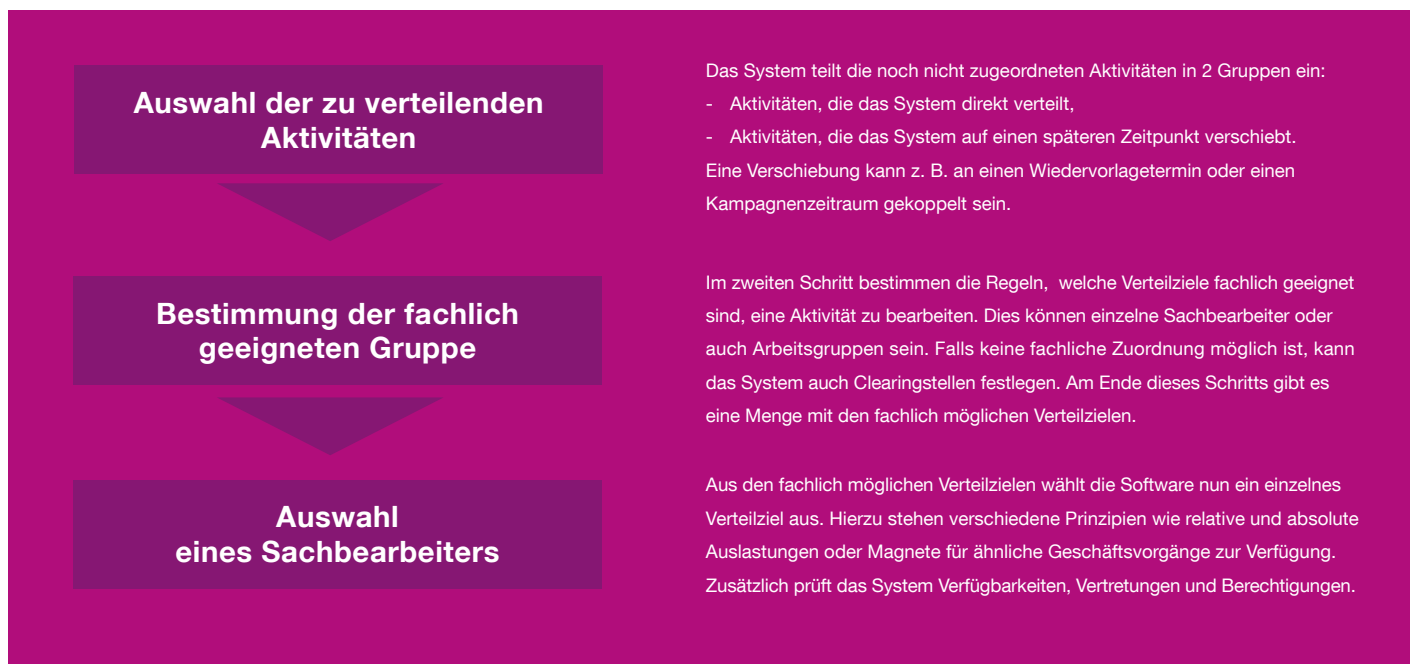 Auswahl der zu verteilenden
Aktivitäten
Das System teilt die noch nicht zugeordneten Aktivitäten in 2 Gruppen ein:
- Aktivitäten, die das System direkt verteilt,
- Aktivitäten, die das System auf einen späteren Zeitpunkt verschiebt.
Eine Verschiebung kann z. B. an einen Wiedervorlagetermin oder einen
Kampagnenzeitraum gekoppelt sein.
Bestimmung der fachlich
geeigneten Gruppe
Im zweiten Schritt bestimmen die Regeln, welche Verteilziele fachlich geeignet
sind, eine Aktivität zu bearbeiten. Dies können einzelne Sachbearbeiter oder
auch Arbeitsgruppen sein. Falls keine fachliche Zuordnung möglich ist, kann
das System auch Clearingstellen festlegen. Am Ende dieses Schritts gibt es
eine Menge mit den fachlich möglichen Verteilzielen.
Auswahl
eines Sachbearbeiters
Aus den fachlich möglichen Verteilzielen wählt die Software nun ein einzelnes
Verteilziel aus. Hierzu stehen verschiedene Prinzipien wie relative und absolute
Auslastungen oder Magnete für ähnliche Geschäftsvorgänge zur Verfügung.
Zusätzlich prüft das System Verfügbarkeiten, Vertretungen und Berechtigungen.